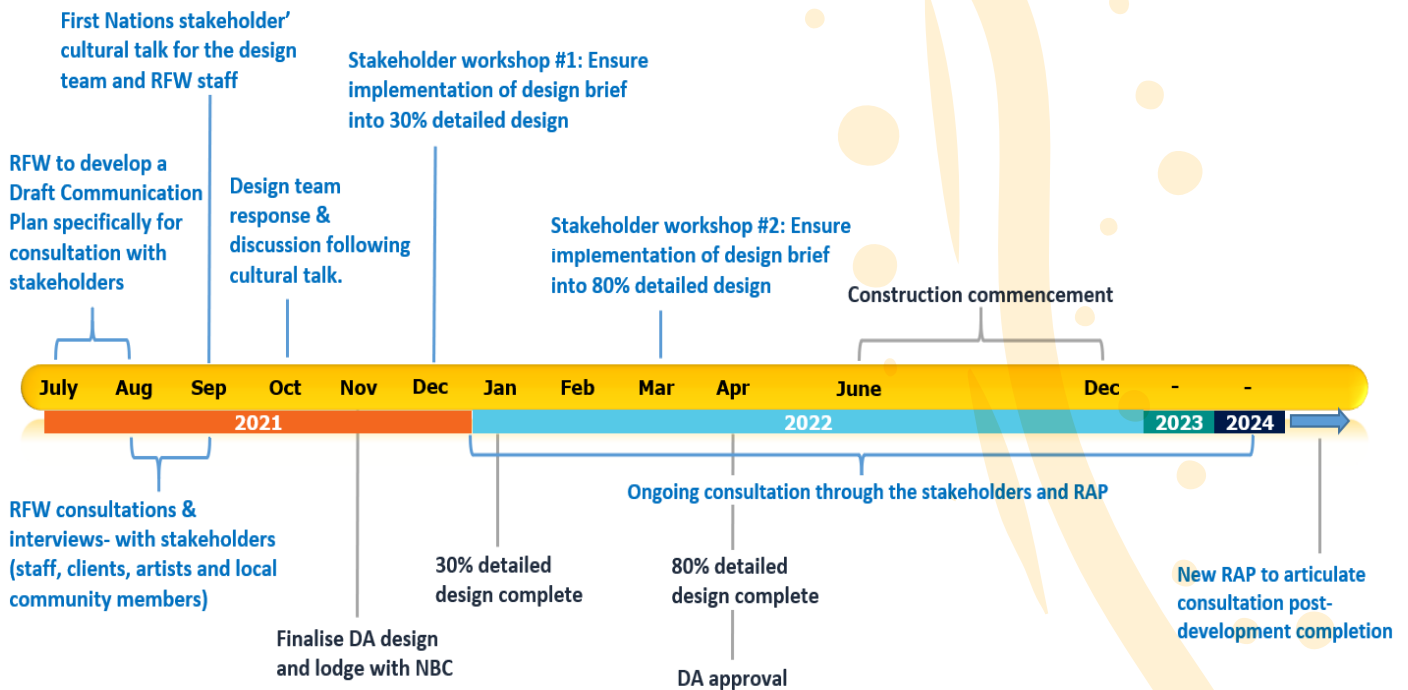 First Nations stakeholder’
cultural talk for the design
team and RFW staff
Stakeholder workshop #1: Ensure
implementation of design brief
into 30% detailed design
RFW to develop a
Draft Communication
Plan specifically for
consultation with
stakeholders
Design team
response &
discussion following
cultural talk.
Stakeholder workshop #2: Ensure
implementation of design brief
into 80% detailed design
Construction commencement
July Aug Sep Oct Nov Dec Jan Feb Mar Apr June Dec - -
2021 2022 2023 2024
Ongoing consultation through the stakeholders and RAP
RFW consultations &
interviews- with stakeholders
(staff, clients, artists and local
community members)
30% detailed
design complete
80% detailed
design complete
New RAP to articulate
consultation post-
development completion
Finalise DA design
and lodge with NBC
DA approval